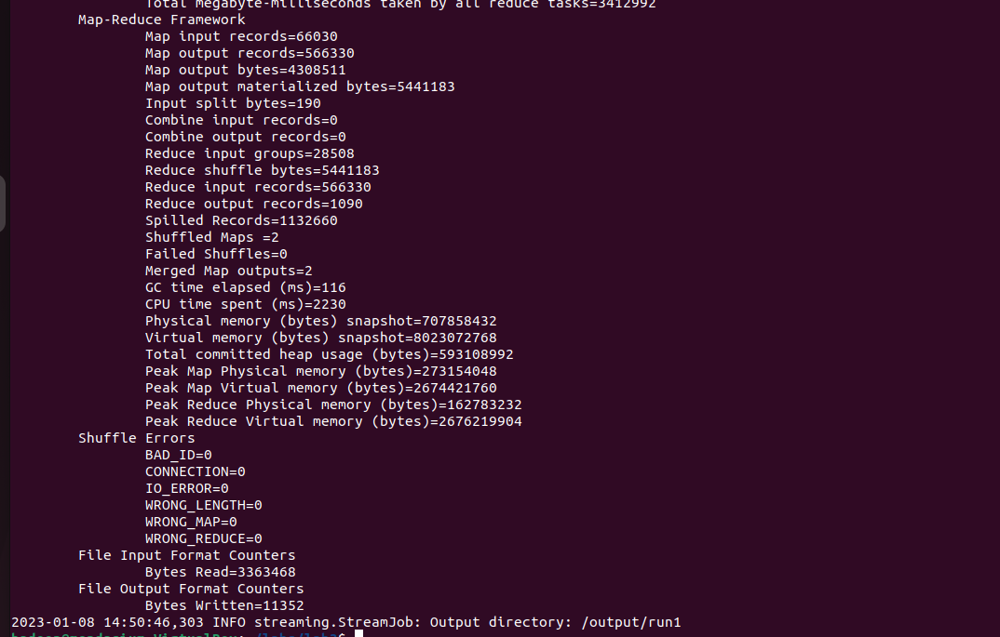 Total megabyte-milliseconds taken by all reduce tasks=3412992
Map-Reduce Framework
Map input records=66030
Map output records=566330
Map output bytes=4308511
Map output materialized bytes=5441183
Input split bytes=190
Combine input records=0
Combine output records=0
Reduce input groups=28508
Reduce shuffle bytes=5441183
Reduce input records=566330
Reduce output records=1090
Spilled Records=1132660
Shuffled Maps =2
Failed Shuffles=0
Merged Map outputs=2
GC time elapsed (ms)=116
CPU time spent (ms)=2230
Physical memory (bytes) snapshot=707858432
Virtual memory (bytes) snapshot=8023072768
Total committed heap usage (bytes)=593108992
Peak Map Physical memory (bytes)=273154048
Peak Map Virtual memory (bytes)=2674421760
Peak Reduce Physical memory (bytes)=162783232
Peak Reduce Virtual memory (bytes)=2676219904
Shuffle Errors
BAD_ID=0
CONNECTION=0
IO_ERROR=0
WRONG_LENGTH=0
WRONG_MAP=0
WRONG_REDUCE=0
File Input Format Counters
Bytes Read=3363468
File Output Format Counters
Bytes Written=11352
2023-01-08 14:50:46,303 INFO streaming.StreamJob: Output directory: /output/run1